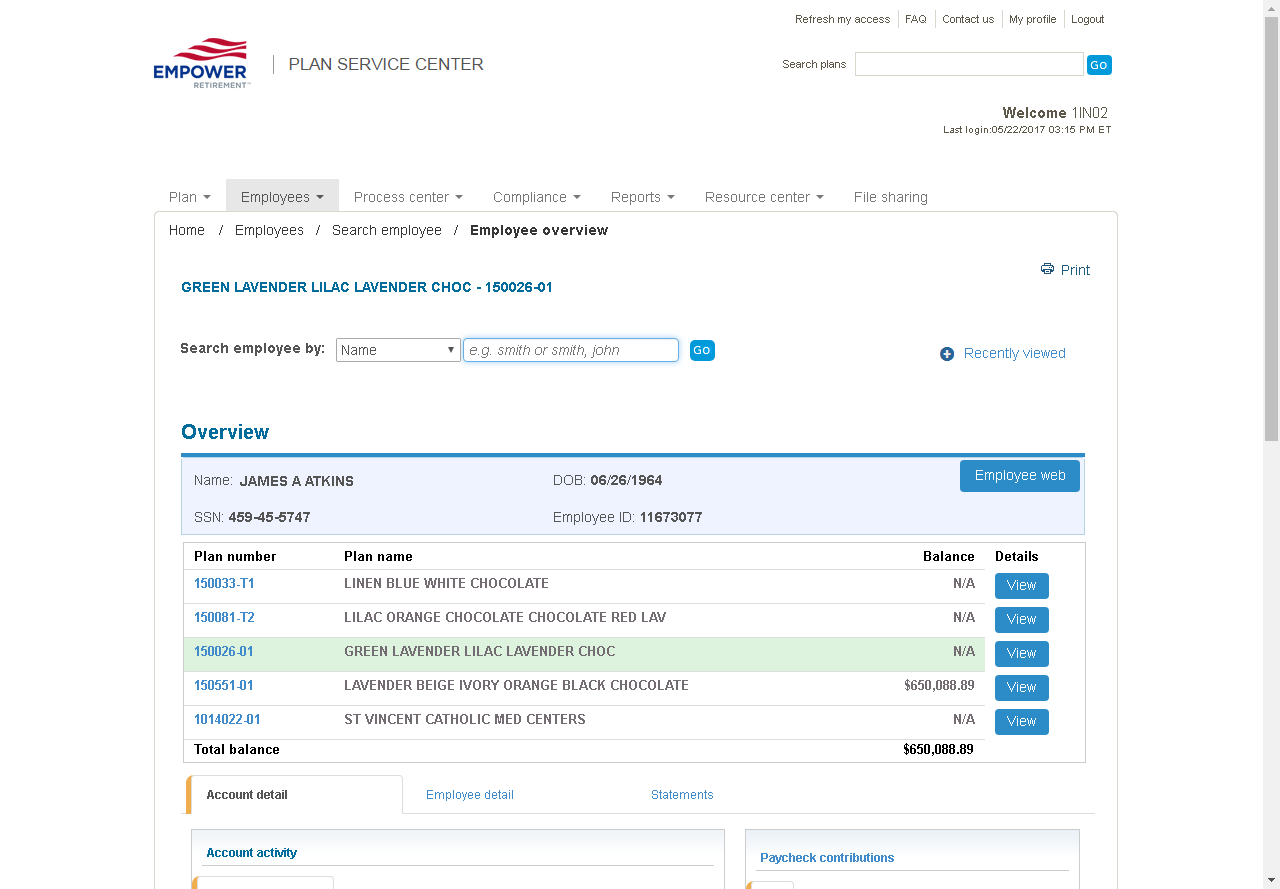 Refresh my access FAQ Contact us My profile Logout
EMPOWER
RETIREMENT™
PLAN SERVICE CENTER
Search plans Go
Welcome 1IN02
Last login:05/22/2017 03:15 PM ET
Plan Employees Process center Compliance Reports Resource center File sharing
Home / Employees / Search employee / Employee overview
Print
GREEN LAVENDER LILAC LAVENDER CHOC - 150026-01
Search employee by: Name e.g. smith or smith, john Go
Recently viewed
Overview
Name: JAMES A ATKINS DOB: 06/26/1964 Employee web
SSN: 459-45-5747 Employee ID: 11673077
Plan number Plan name Balance Details
150033-T1 LINEN BLUE WHITE CHOCOLATE N/A View
150081-T2 LILAC ORANGE CHOCOLATE CHOCOLATE RED LAV N/A View
150026-01 GREEN LAVENDER LILAC LAVENDER CHOC N/A View
150551-01 LAVENDER BEIGE IVORY ORANGE BLACK CHOCOLATE $650,088.89 View
1014022-01 ST VINCENT CATHOLIC MED CENTERS N/A View
Total balance $650,088.89
Account detail Employee detail Statements
Account activity
Paycheck contributions